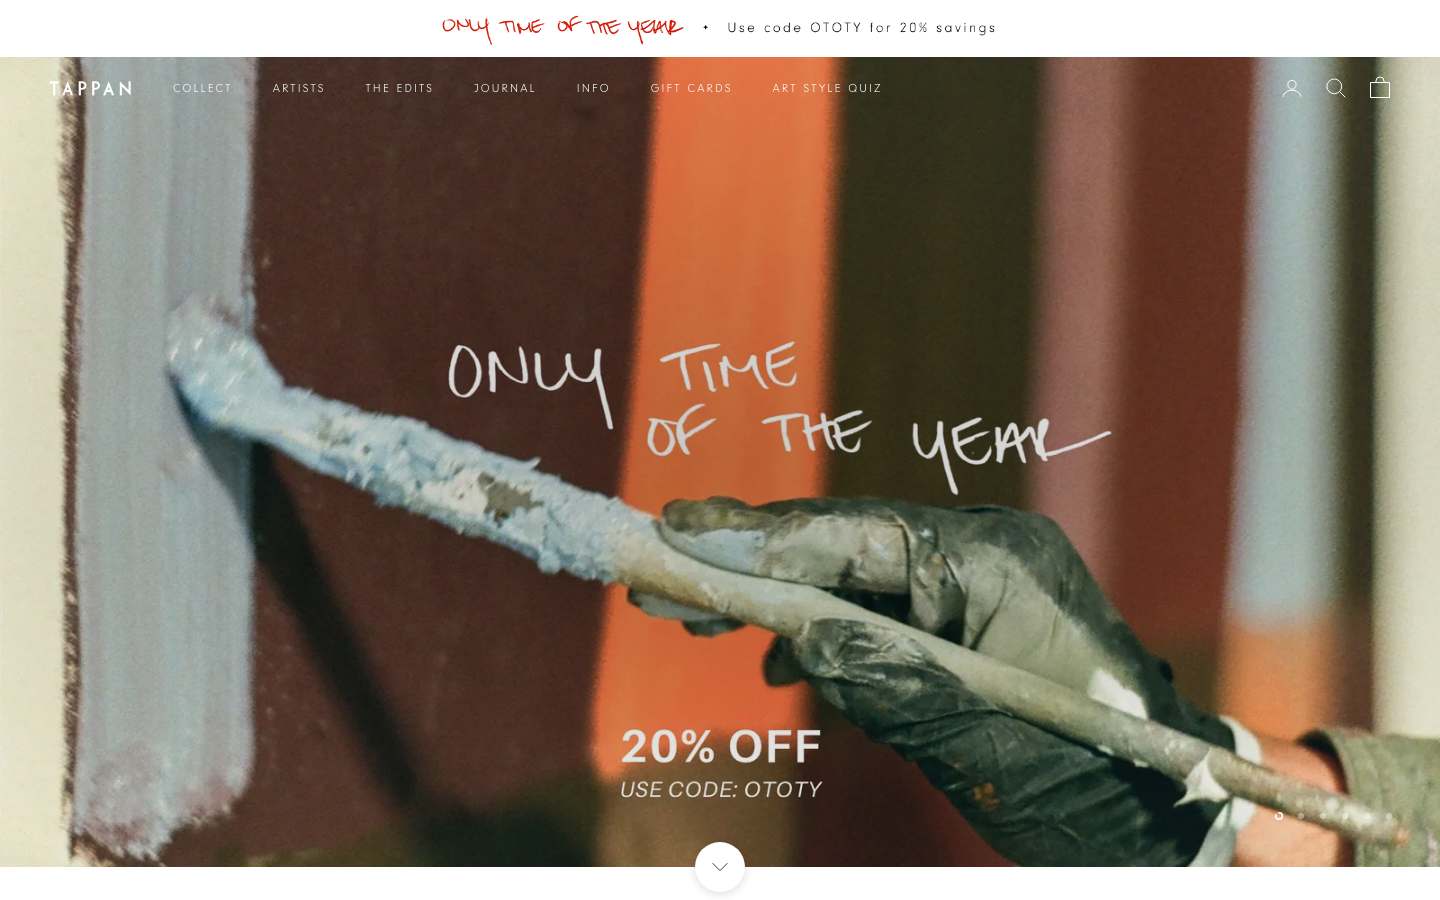 ONLY TIME OF THE YEAR • Use code OTOTY for 20% savings
TAPPAN COLLECT ARTISTS THE EDITS JOURNAL INFO GIFT CARDS ART STYLE QUIZ
ONLY TIME
OF THE YEAR
20% OFF
USE CODE: OTOTY